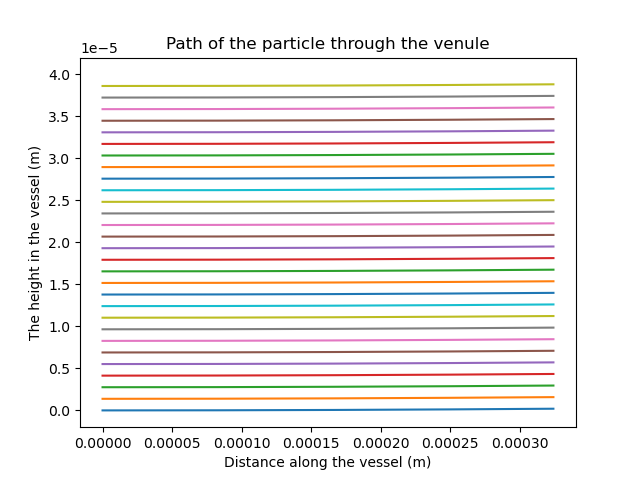 Path of the particle through the venule
1e−5
4.0
3.5
3.0
2.5
2.0
1.5
1.0
0.5
0.0
The height in the vessel (m)
0.00000 0.00005 0.00010 0.00015 0.00020 0.00025 0.00030
Distance along the vessel (m)